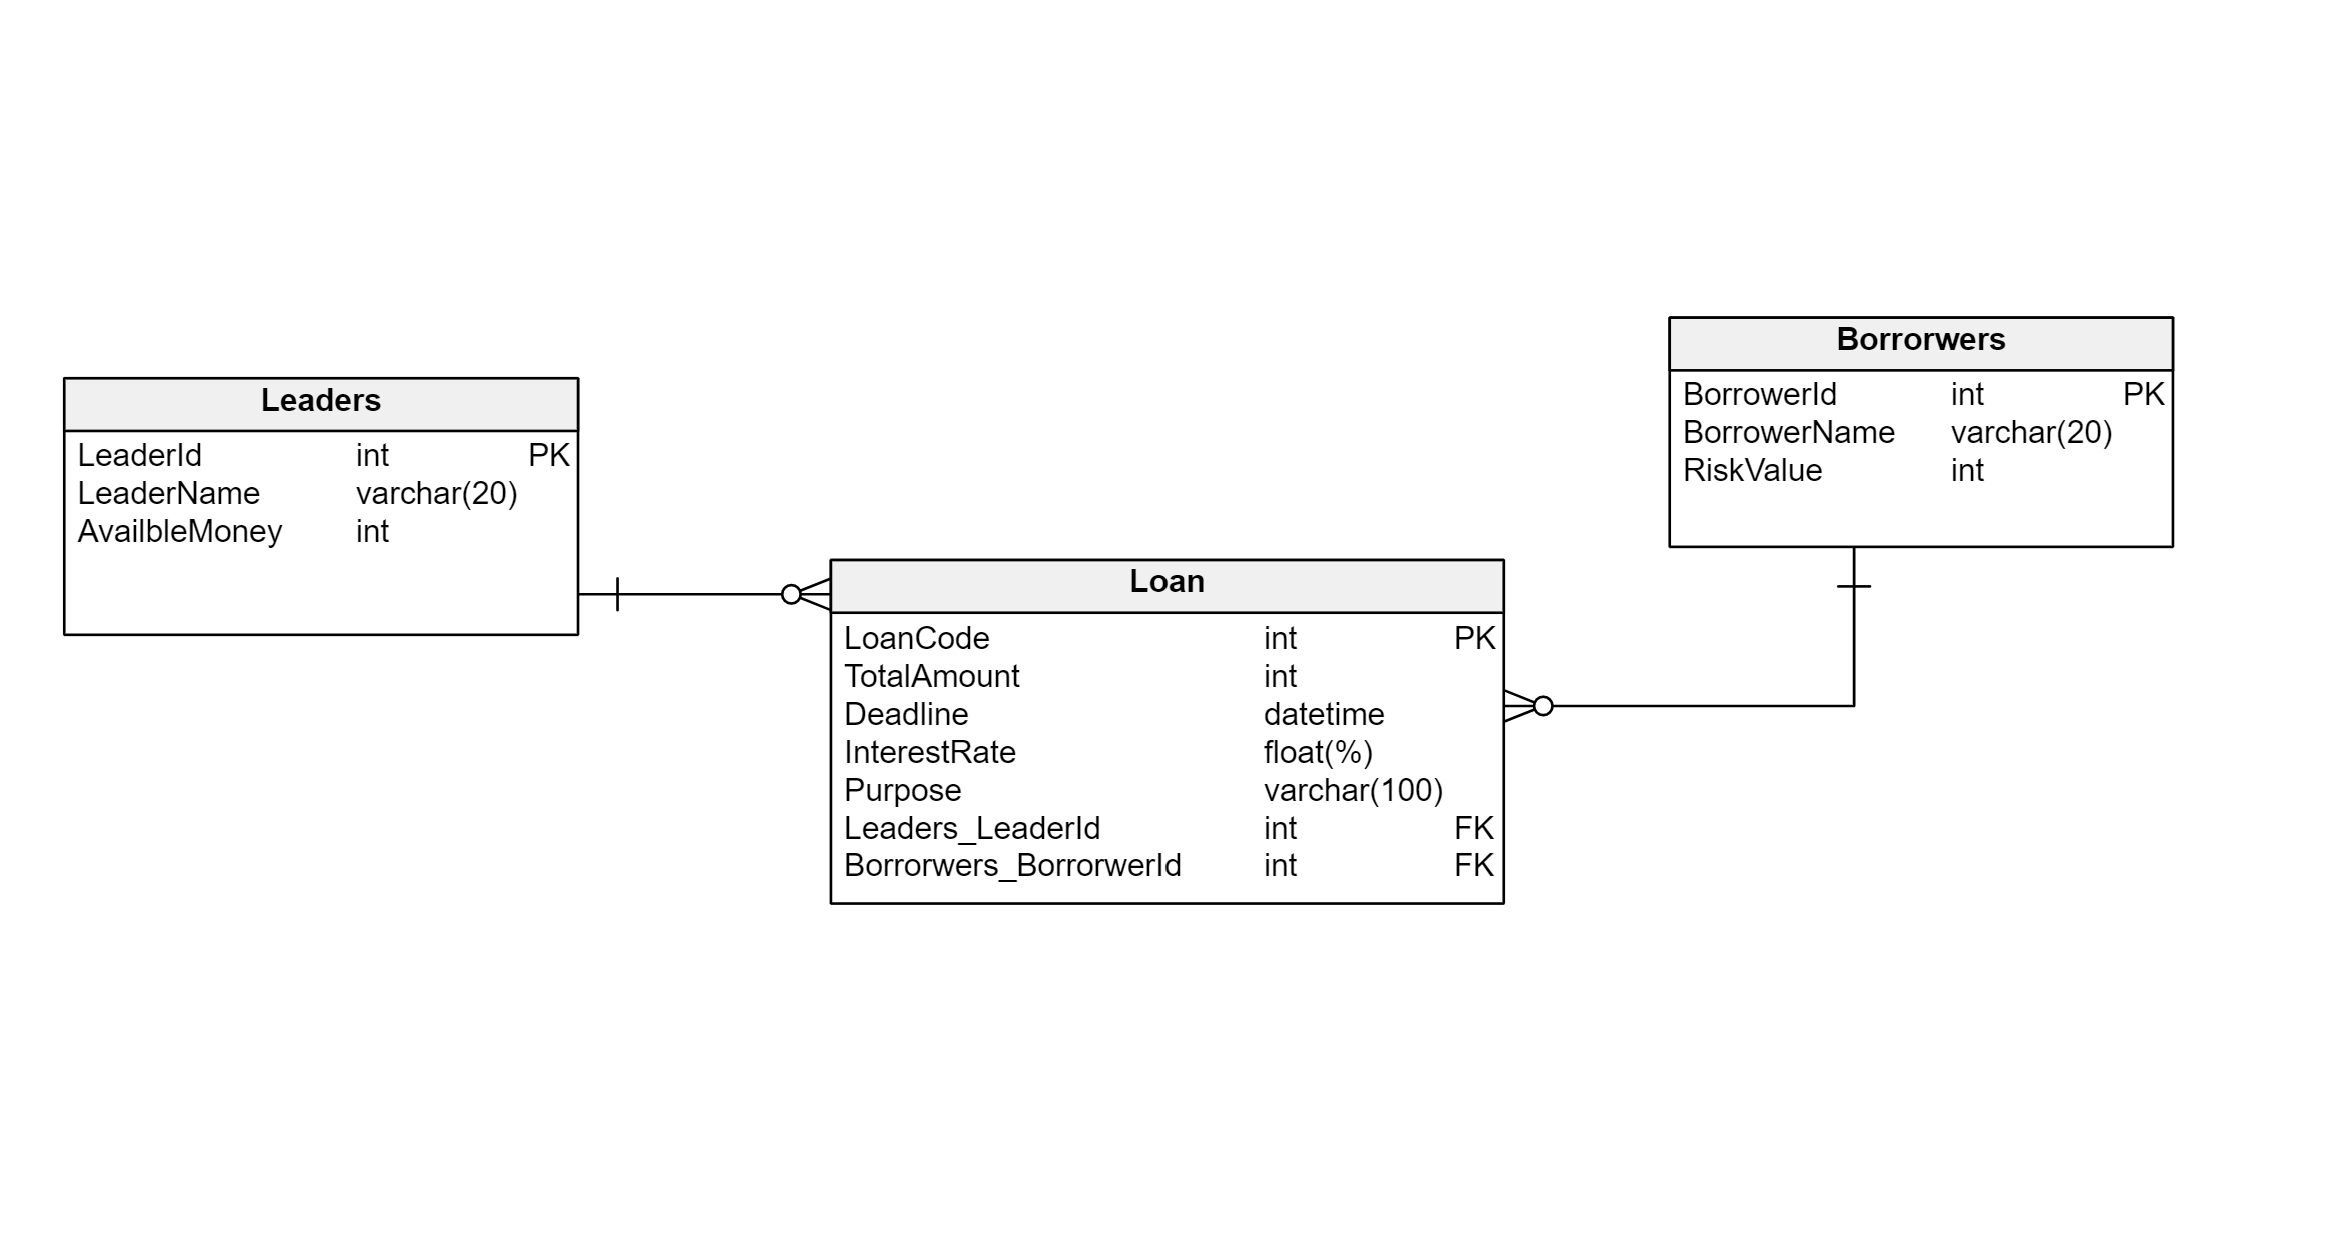 Leaders
LeaderId int PK
LeaderName varchar(20)
AvailbleMoney int
Loan
LoanCode int PK
TotalAmount int
Deadline datetime
InterestRate float(%)
Purpose varchar(100)
Leaders_LeaderId int FK
Borrorwers_BorrorwerId int FK
Borrorwers
BorrowerId int PK
BorrowerName varchar(20)
RiskValue int